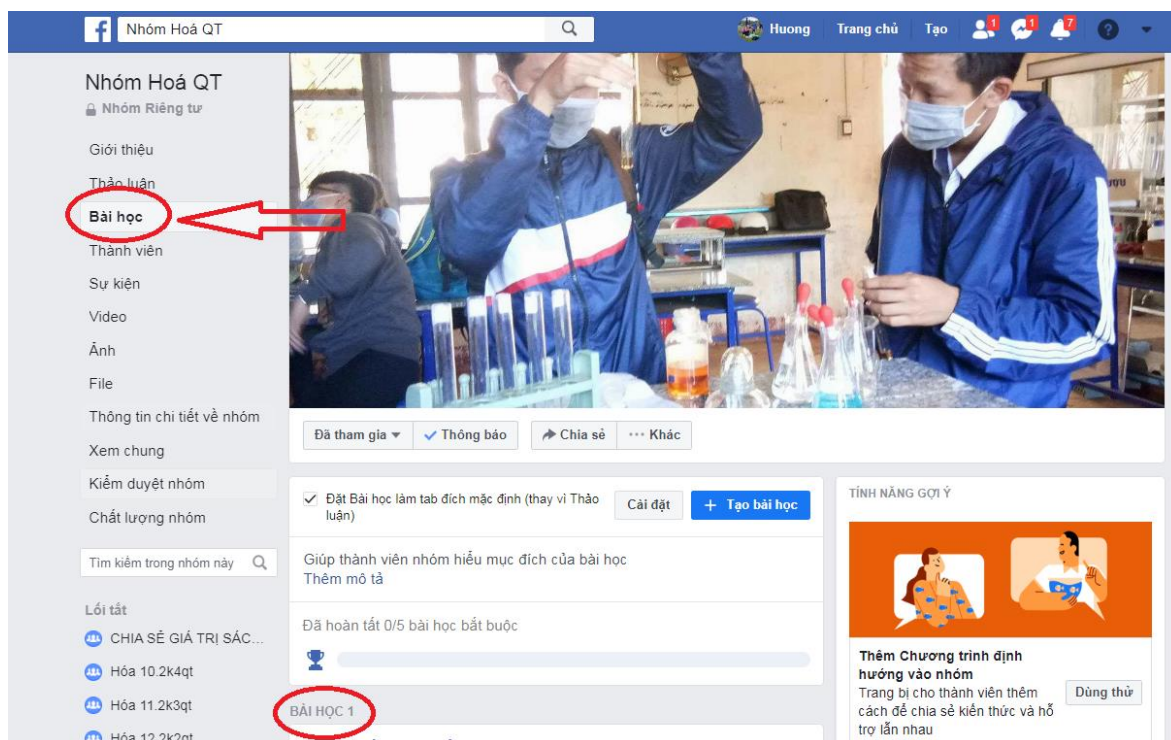 Nhóm Hoá QT
Huong
Trang chủ
Tạo
1
1
7
?
Nhóm Hoá QT
Nhóm Riêng tư
Giới thiệu
Thảo luận
Bài học
Thành viên
Sự kiện
Video
Ảnh
File
Thông tin chi tiết về nhóm
Xem chung
Kiểm duyệt nhóm
Chất lượng nhóm
Tìm kiếm trong nhóm này
Lối tắt
CHIA SẺ GIÁ TRỊ SÁC...
Hóa 10.2k4qt
Hóa 11.2k3qt
Hóa 12.2k2qt
Đã tham gia
Thông báo
Chia sẻ
Khác
Đặt Bài học làm tab đích mặc định (thay vì Thảo
luận)
Cài đặt
+ Tạo bài học
Giúp thành viên nhóm hiểu mục đích của bài học
Thêm mô tả
Đã hoàn tất 0/5 bài học bắt buộc
BÀI HỌC 1
TÍNH NĂNG GỢI Ý
Thêm Chương trình định
hướng vào nhóm
Trang bị cho thành viên thêm
cách để chia sẻ kiến thức và hỗ
trợ lẫn nhau
Dùng thử